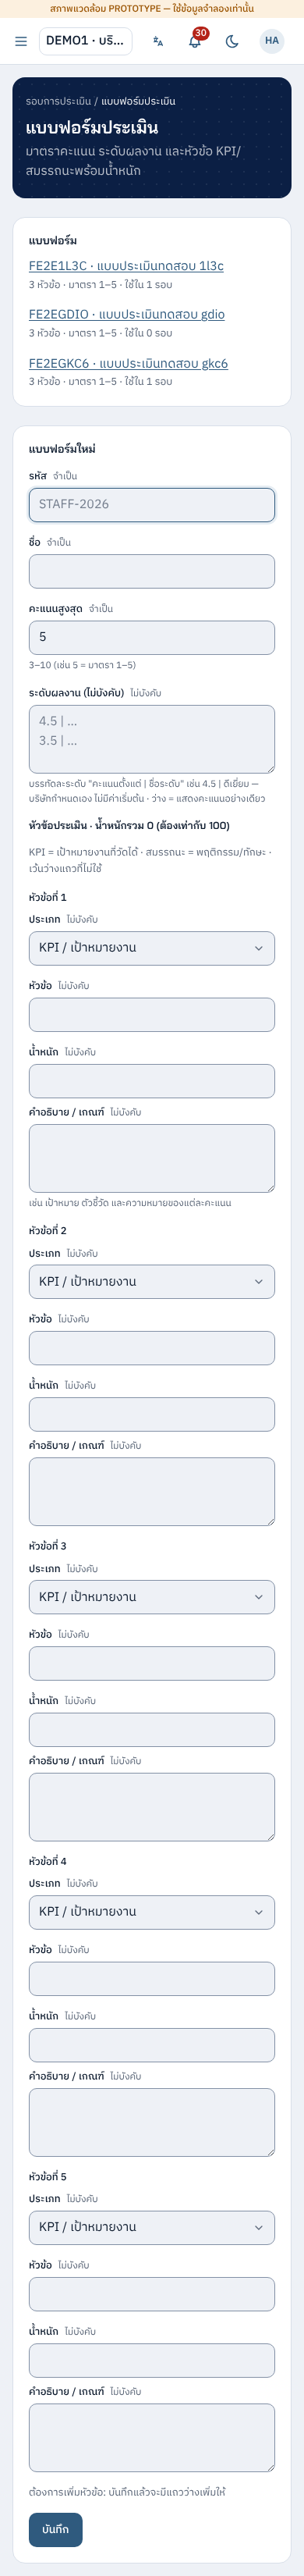 สภาพแวดล้อม PROTOTYPE — ใช้ข้อมูลจำลองเท่านั้น
DEMO1 · บริ...
30
HA
รอบการประเมิน / แบบฟอร์มประเมิน
แบบฟอร์มประเมิน
มาตราคะแนน ระดับผลงาน และหัวข้อ KPI/
สมรรถนะพร้อมน้ำหนัก
แบบฟอร์ม
FE2E1L3C · แบบประเมินทดสอบ 1l3c
3 หัวข้อ · มาตรา 1–5 · ใช้ใน 1 รอบ
FE2EGDIO · แบบประเมินทดสอบ gdio
3 หัวข้อ · มาตรา 1–5 · ใช้ใน 0 รอบ
FE2EGKC6 · แบบประเมินทดสอบ gkc6
3 หัวข้อ · มาตรา 1–5 · ใช้ใน 1 รอบ
แบบฟอร์มใหม่
รหัส จำเป็น
STAFF-2026
ชื่อ จำเป็น
คะแนนสูงสุด จำเป็น
5
3–10 (เช่น 5 = มาตรา 1–5)
ระดับผลงาน (ไม่บังคับ) ไม่บังคับ
4.5 | ...
3.5 | ...
บรรทัดละระดับ "คะแนนตั้งแต่ | ชื่อระดับ" เช่น 4.5 | ดีเยี่ยม —
บริษัทกำหนดเอง ไม่มีค่าเริ่มต้น · ว่าง = แสดงคะแนนอย่างเดียว
หัวข้อประเมิน · น้ำหนักรวม 0 (ต้องเท่ากับ 100)
KPI = เป้าหมายงานที่วัดได้ · สมรรถนะ = พฤติกรรม/ทักษะ ·
เว้นว่างแถวที่ไม่ใช้
หัวข้อที่ 1
ประเภท ไม่บังคับ
KPI / เป้าหมายงาน
หัวข้อ ไม่บังคับ
น้ำหนัก ไม่บังคับ
คำอธิบาย / เกณฑ์ ไม่บังคับ
เช่น เป้าหมาย ตัวชี้วัด และความหมายของแต่ละคะแนน
หัวข้อที่ 2
ประเภท ไม่บังคับ
KPI / เป้าหมายงาน
หัวข้อ ไม่บังคับ
น้ำหนัก ไม่บังคับ
คำอธิบาย / เกณฑ์ ไม่บังคับ
หัวข้อที่ 3
ประเภท ไม่บังคับ
KPI / เป้าหมายงาน
หัวข้อ ไม่บังคับ
น้ำหนัก ไม่บังคับ
คำอธิบาย / เกณฑ์ ไม่บังคับ
หัวข้อที่ 4
ประเภท ไม่บังคับ
KPI / เป้าหมายงาน
หัวข้อ ไม่บังคับ
น้ำหนัก ไม่บังคับ
คำอธิบาย / เกณฑ์ ไม่บังคับ
หัวข้อที่ 5
ประเภท ไม่บังคับ
KPI / เป้าหมายงาน
หัวข้อ ไม่บังคับ
น้ำหนัก ไม่บังคับ
คำอธิบาย / เกณฑ์ ไม่บังคับ
ต้องการเพิ่มหัวข้อ: บันทึกแล้วจะมีแถวว่างเพิ่มให้
บันทึก